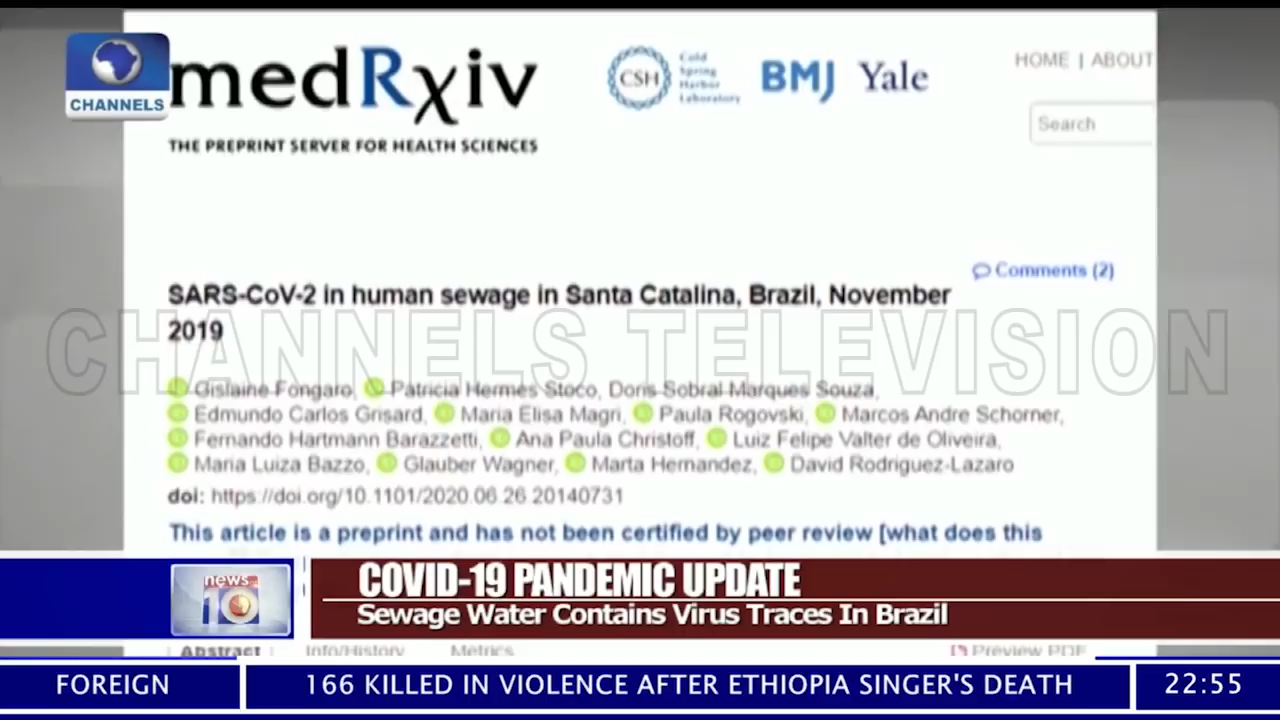 CHANNELS
medRxiv
THE PREPRINT SERVER FOR HEALTH SCIENCES
CSH
Cold
Spring
Harbor
Laboratory
BMJ Yale
HOME | ABOUT
Search
Comments (2)
SARS-CoV-2 in human sewage in Santa Catalina, Brazil, November
2019
CHANNELS TELEVISION
Gislaine Fongaro, Patricia Hermes Stoco, Doris Sobral Marques Souza,
Edmundo Carlos Grisard, Maria Elisa Magri, Paula Rogovski, Marcos Andre Schorner,
Fernando Hartmann Barazzetti, Ana Paula Christoff, Luiz Felipe Valter de Oliveira,
Maria Luiza Bazzo, Glauber Wagner, Marta Hernandez, David Rodriguez-Lazaro
doi: https://doi.org/10.1101/2020.06.26.20140731
This article is a preprint and has not been certified by peer review [what does this
news
10
COVID-19 PANDEMIC UPDATE
Sewage Water Contains Virus Traces In Brazil
Abstract Info/History Metrics Preview PDF
FOREIGN 166 KILLED IN VIOLENCE AFTER ETHIOPIA SINGER'S DEATH 22:55